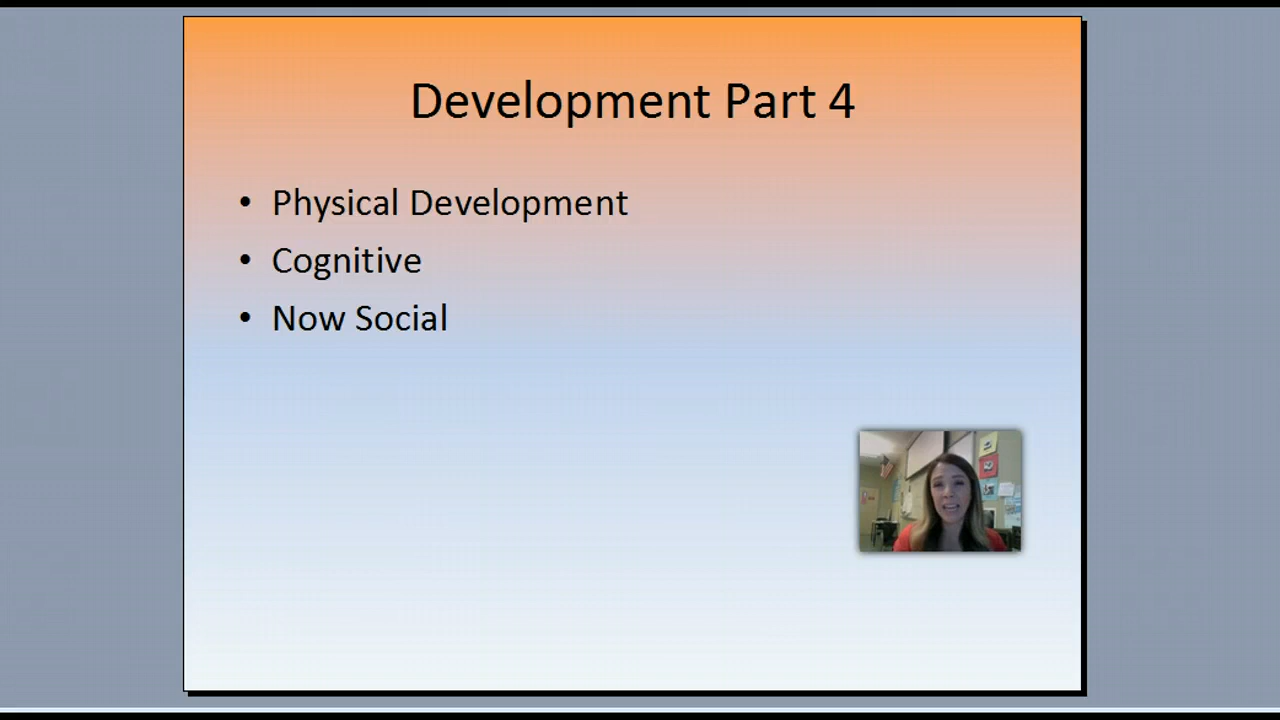 Development Part 4
• Physical Development
• Cognitive
• Now Social